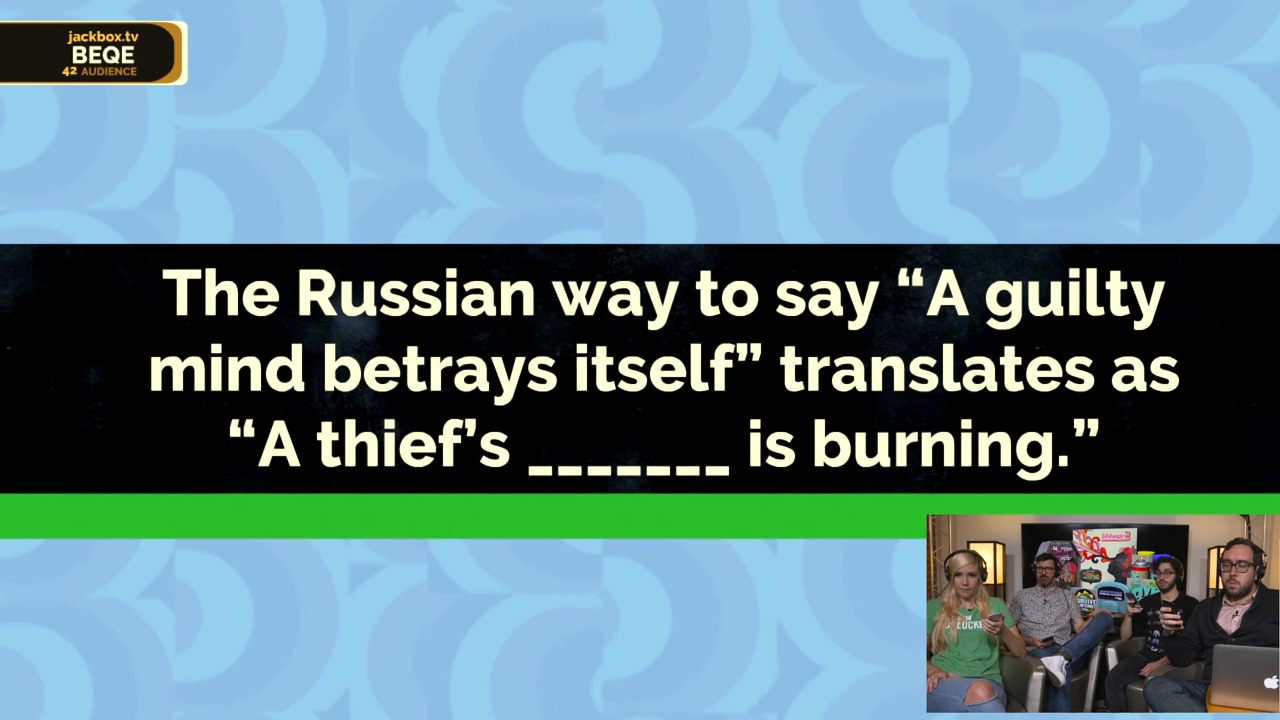 jackbox.tv
BEQE
42 AUDIENCE
The Russian way to say “A guilty
mind betrays itself” translates as
“A thief’s _______ is burning.”